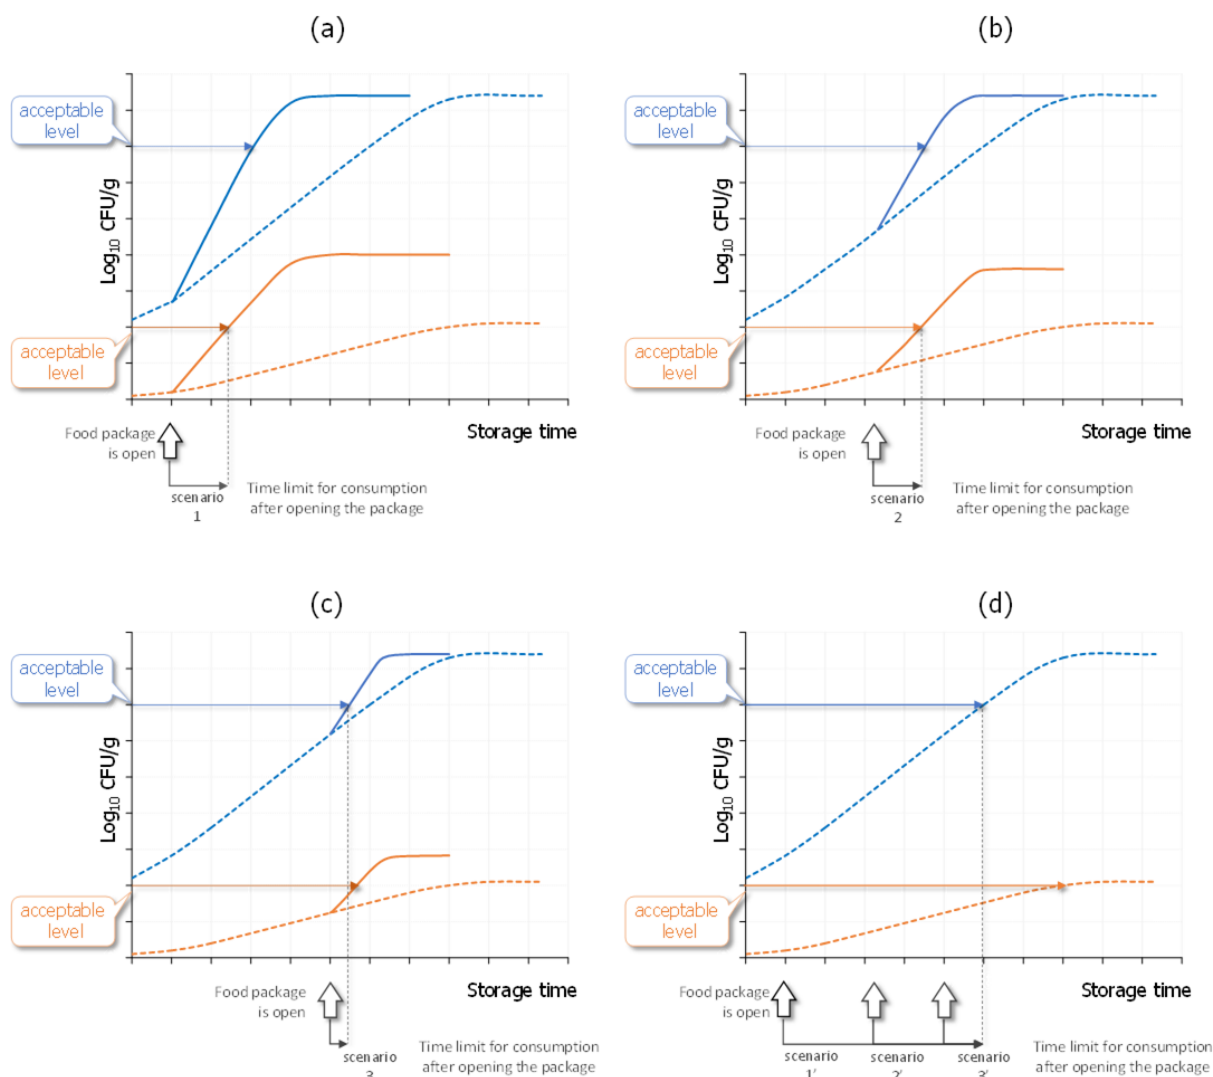 (a)
acceptable
level
Log10 CFU/g
acceptable
level
Food package
is open
Storage time
scenario
1
Time limit for consumption
after opening the package
(b)
acceptable
level
Log10 CFU/g
acceptable
level
Food package
is open
Storage time
scenario
2
Time limit for consumption
after opening the package
(c)
acceptable
level
Log10 CFU/g
acceptable
level
Food package
is open
Storage time
scenario
3
Time limit for consumption
after opening the package
(d)
acceptable
level
Log10 CFU/g
acceptable
level
Food package
is open
Storage time
scenario
1'
scenario
2'
scenario
3'
Time limit for consumption
after opening the package